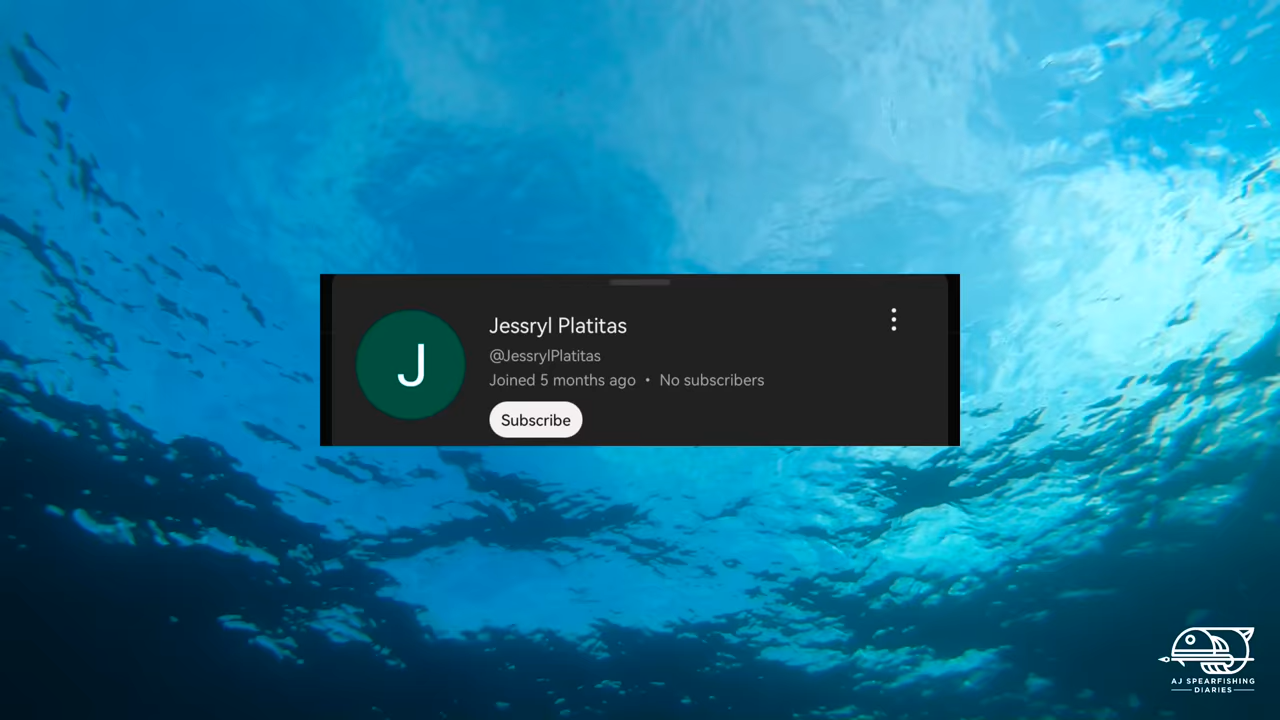 J
Jessryl Platitas
@JessrylPlatitas
Joined 5 months ago • No subscribers
Subscribe
AJ SPEARFISHING
DIARIES